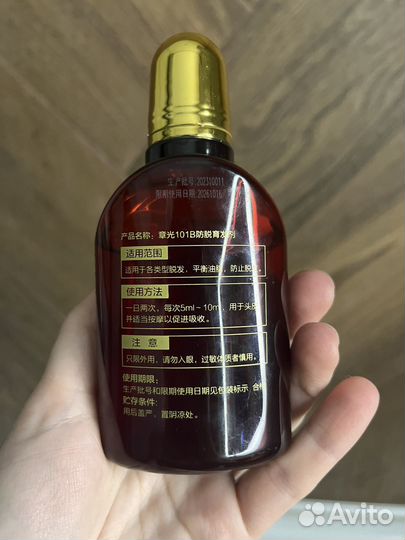 生产批号:20231011
限期使用日期:20261016
产品名称: 章光101B防脱育发剂
适用范围
适用于各类型脱发, 平衡油脂, 防止脱
使用方法
一日两次, 每次5ml~10m 用于头
并适当按摩以促进吸收。
注 意
只限外用, 请勿入眼, 过敏体质者慎用。
使用期限:
生产批号和限期使用日期见包装标示 合
贮存条件:
用后盖严, 置阴凉处。
Avito